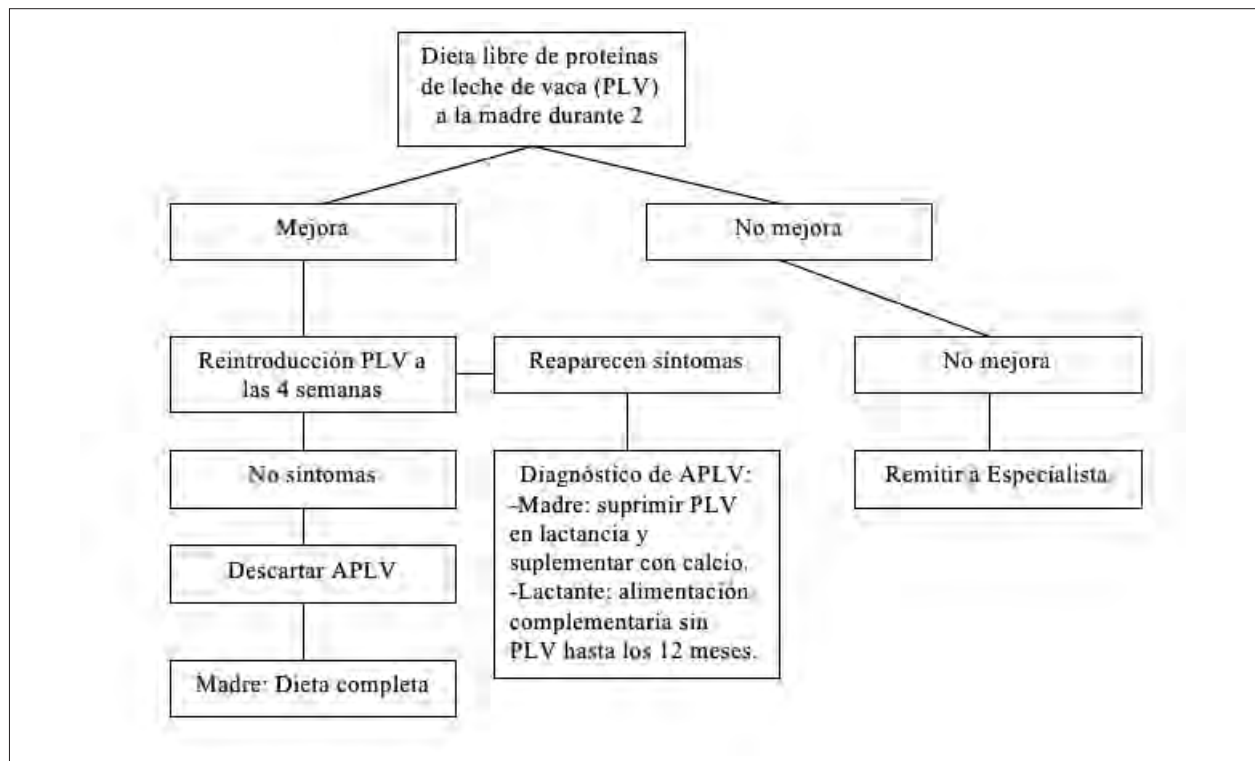 Dieta libre de proteínas
de leche de vaca (PLV)
a la madre durante 2
Mejora
No mejora
Reintroducción PLV a
las 4 semanas
Reaparecen síntomas
No mejora
No síntomas
Diagnóstico de APLV:
-Madre: suprimir PLV
en lactancia y
suplementar con calcio.
-Lactante: alimentación
complementaria sin
PLV hasta los 12 meses.
Remitir a Especialista
Descartar APLV
Madre: Dieta completa